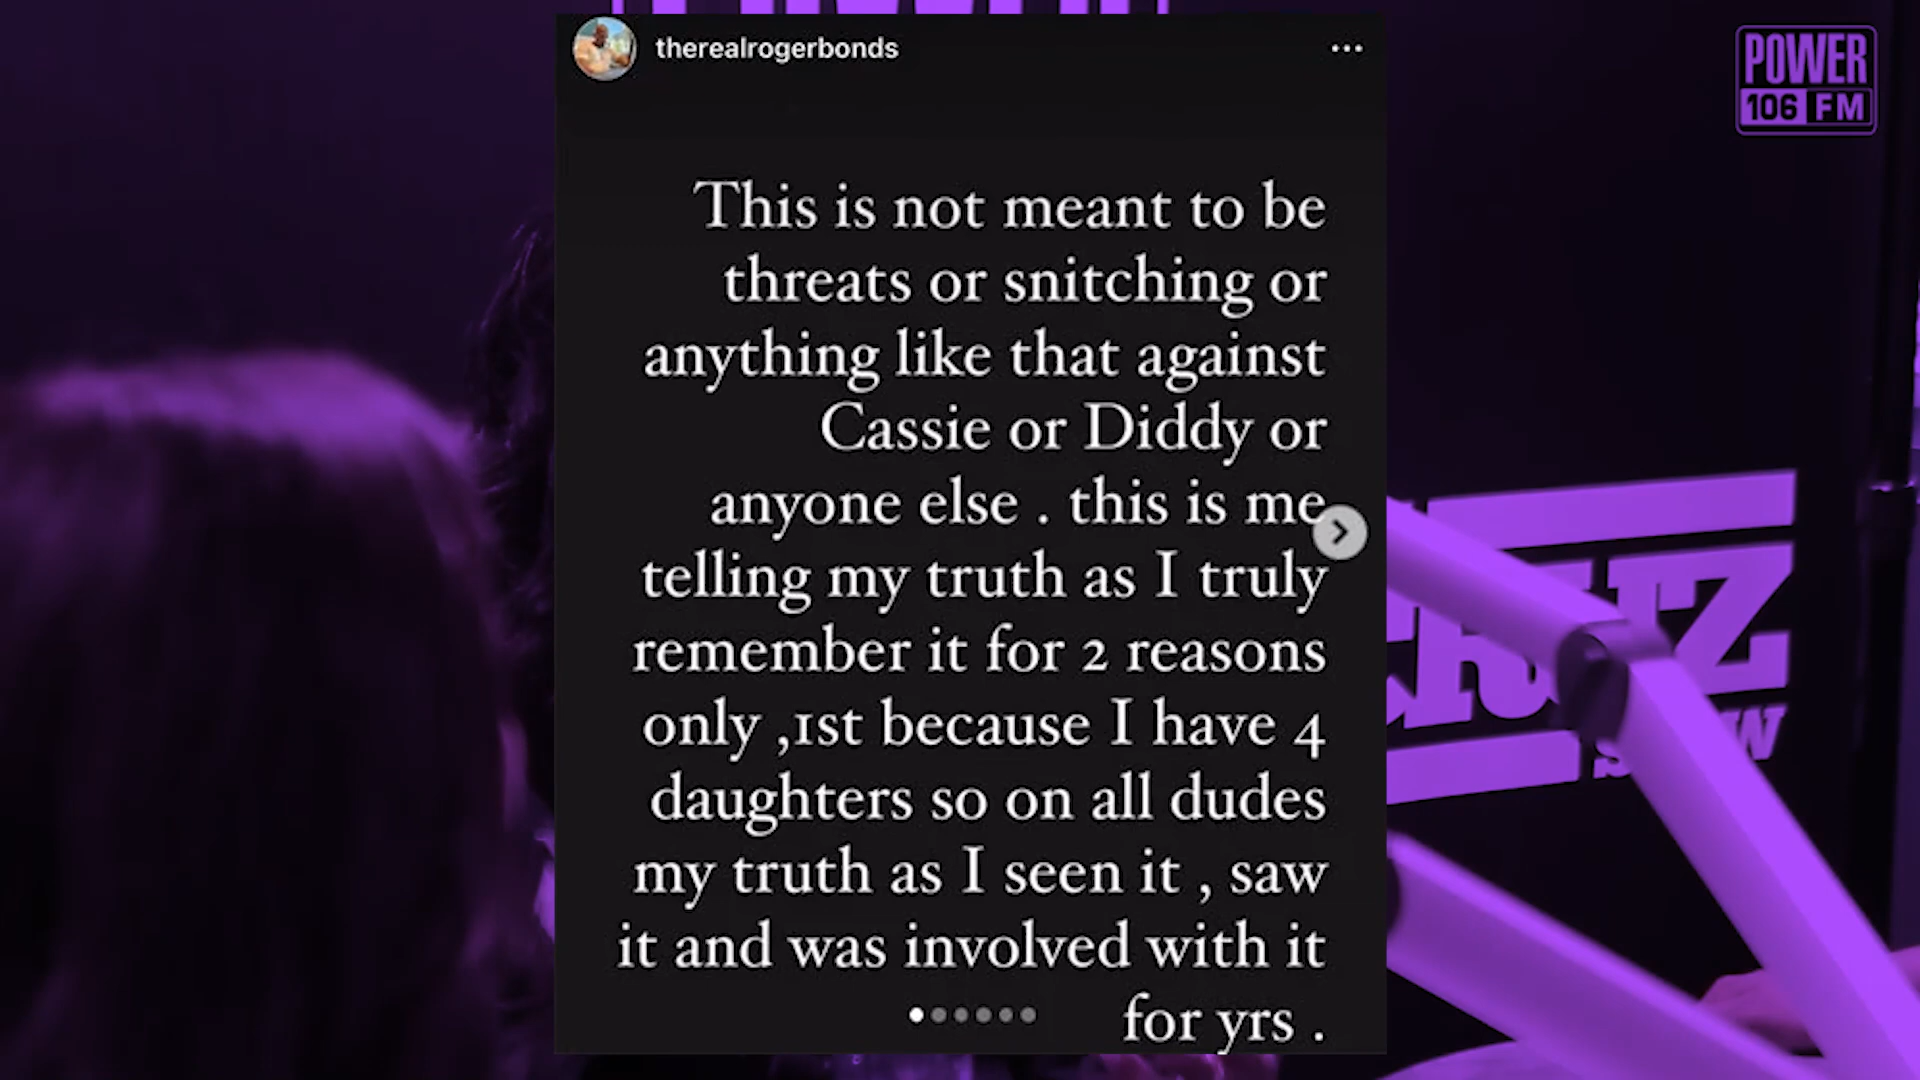 therealrogerbonds
This is not meant to be
threats or snitching or
anything like that against
Cassie or Diddy or
anyone else . this is me
telling my truth as I truly
remember it for 2 reasons
only ,1st because I have 4
daughters so on all dudes
my truth as I seen it , saw
it and was involved with it
for yrs .
POWER
106 FM